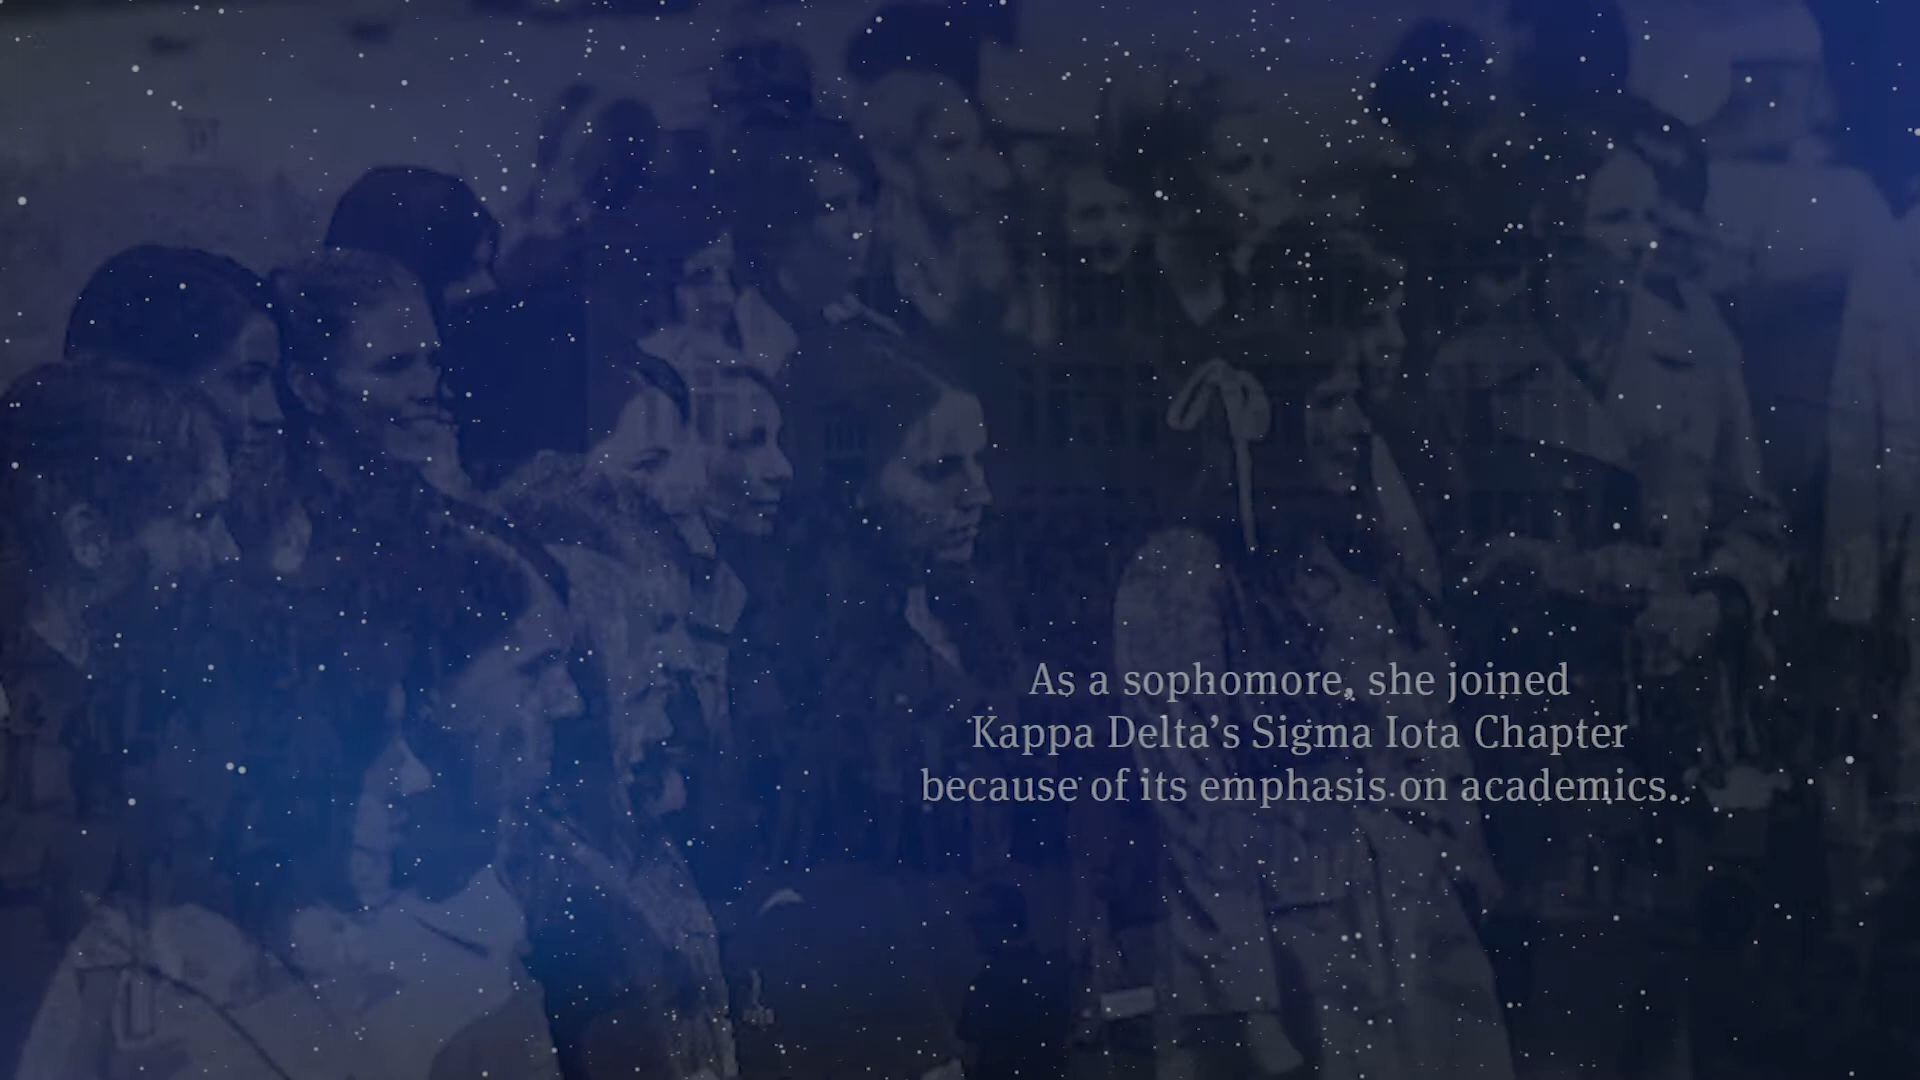 As a sophomore, she joined
Kappa Delta’s Sigma Iota Chapter
because of its emphasis on academics.